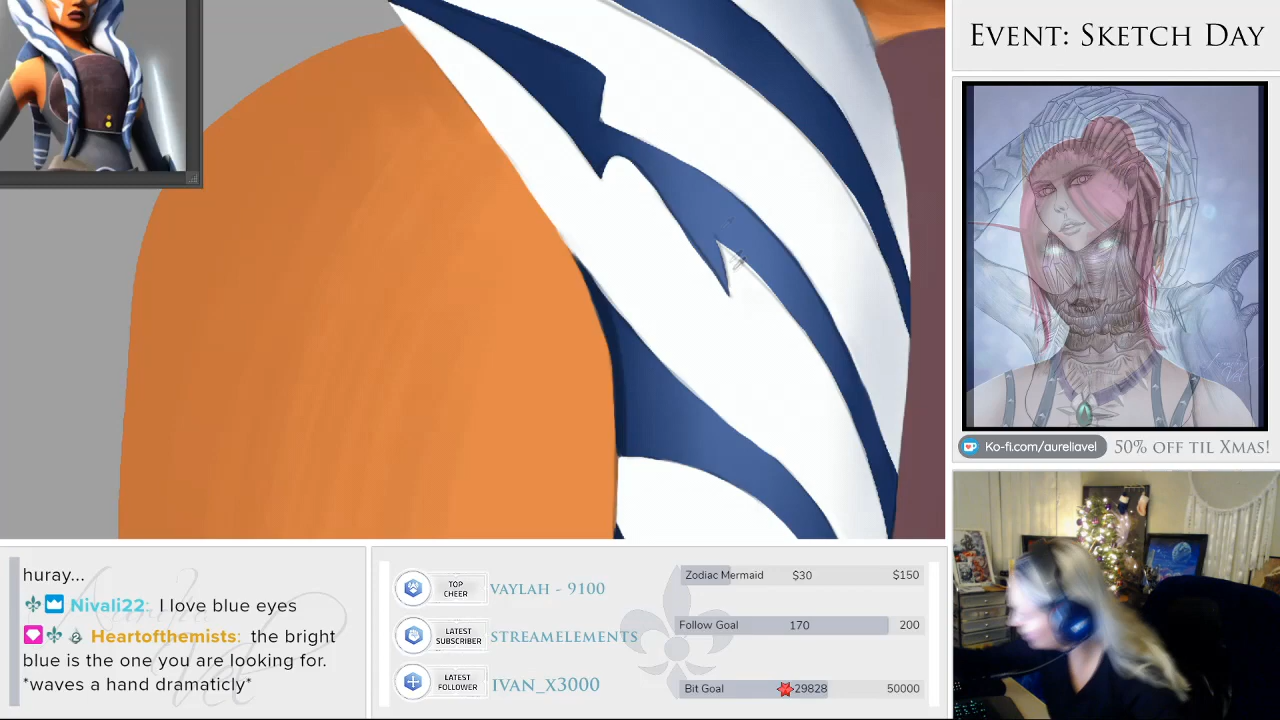 EVENT: SKETCH DAY
Ko-fi.com/aureliavel
50% OFF TIL XMAS!
huray...
Nivali22: I love blue eyes
Heartofthemists: the bright
blue is the one you are looking for.
*waves a hand dramaticly*
TOP
CHEER
VAYLAH - 9100
LATEST
SUBSCRIBER
STREAMELEMENTS
LATEST
FOLLOWER
IVAN_X3000
Zodiac Mermaid $30 $150
Follow Goal 170 200
Bit Goal 29828 50000